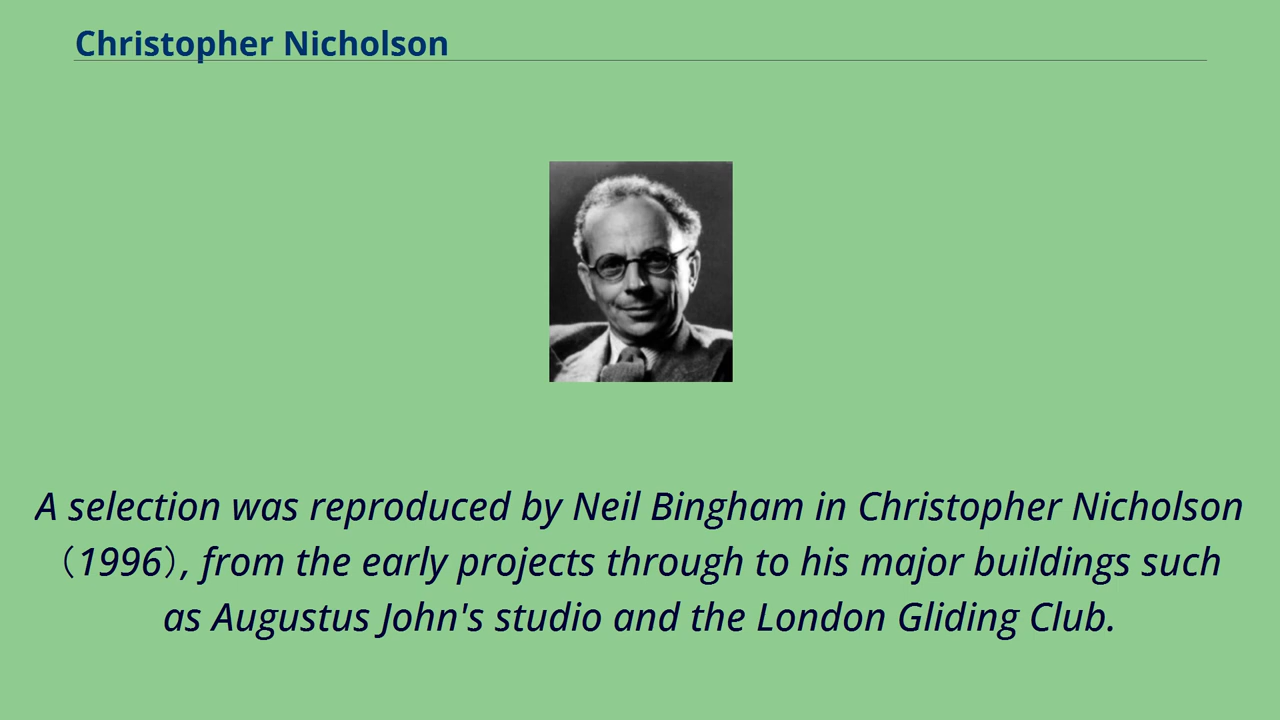 Christopher Nicholson
A selection was reproduced by Neil Bingham in Christopher Nicholson
（1996）, from the early projects through to his major buildings such
as Augustus John's studio and the London Gliding Club.